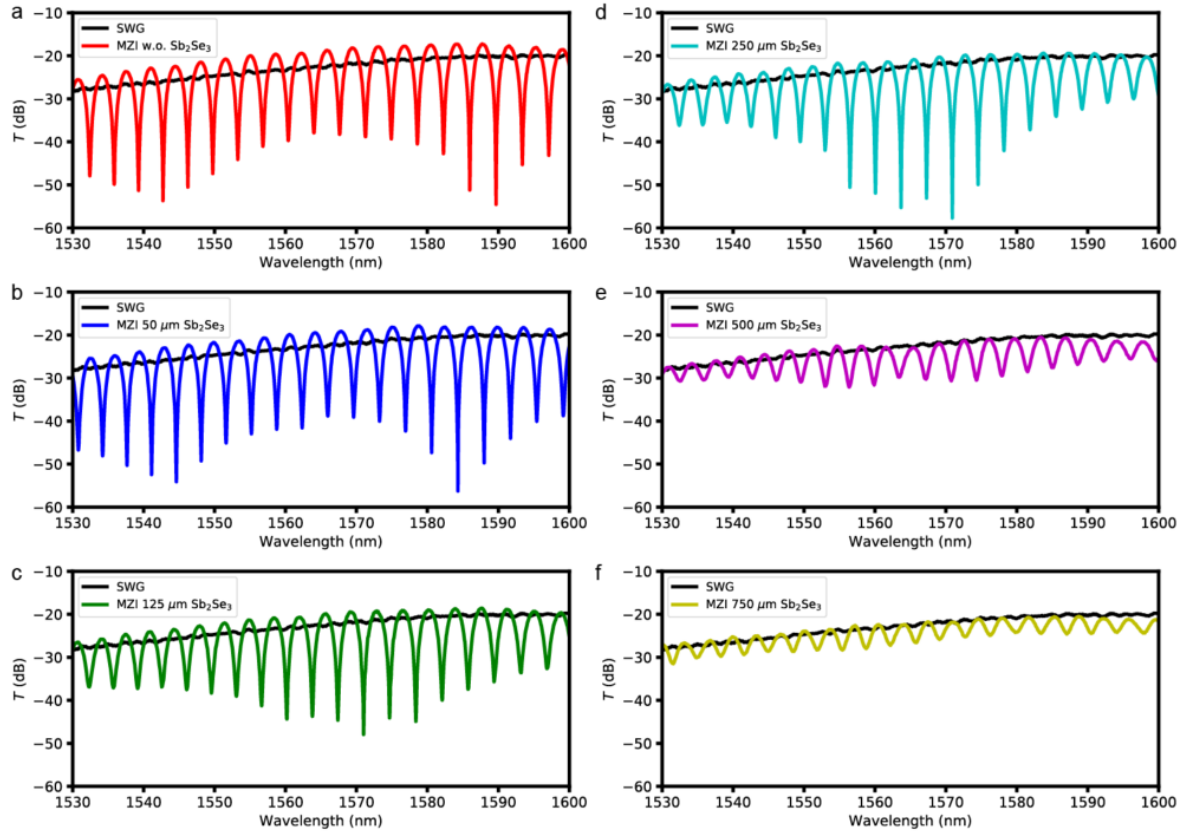 a
−10
−20
−30
−40
−50
−60
T (dB)
SWG
MZI w.o. Sb₂Se₃
1530 1540 1550 1560 1570 1580 1590 1600
Wavelength (nm)
b
−10
−20
−30
−40
−50
−60
T (dB)
SWG
MZI 50 μm Sb₂Se₃
1530 1540 1550 1560 1570 1580 1590 1600
Wavelength (nm)
c
−10
−20
−30
−40
−50
−60
T (dB)
SWG
MZI 125 μm Sb₂Se₃
1530 1540 1550 1560 1570 1580 1590 1600
Wavelength (nm)
d
−10
−20
−30
−40
−50
−60
T (dB)
SWG
MZI 250 μm Sb₂Se₃
1530 1540 1550 1560 1570 1580 1590 1600
Wavelength (nm)
e
−10
−20
−30
−40
−50
−60
T (dB)
SWG
MZI 500 μm Sb₂Se₃
1530 1540 1550 1560 1570 1580 1590 1600
Wavelength (nm)
f
−10
−20
−30
−40
−50
−60
T (dB)
SWG
MZI 750 μm Sb₂Se₃
1530 1540 1550 1560 1570 1580 1590 1600
Wavelength (nm)